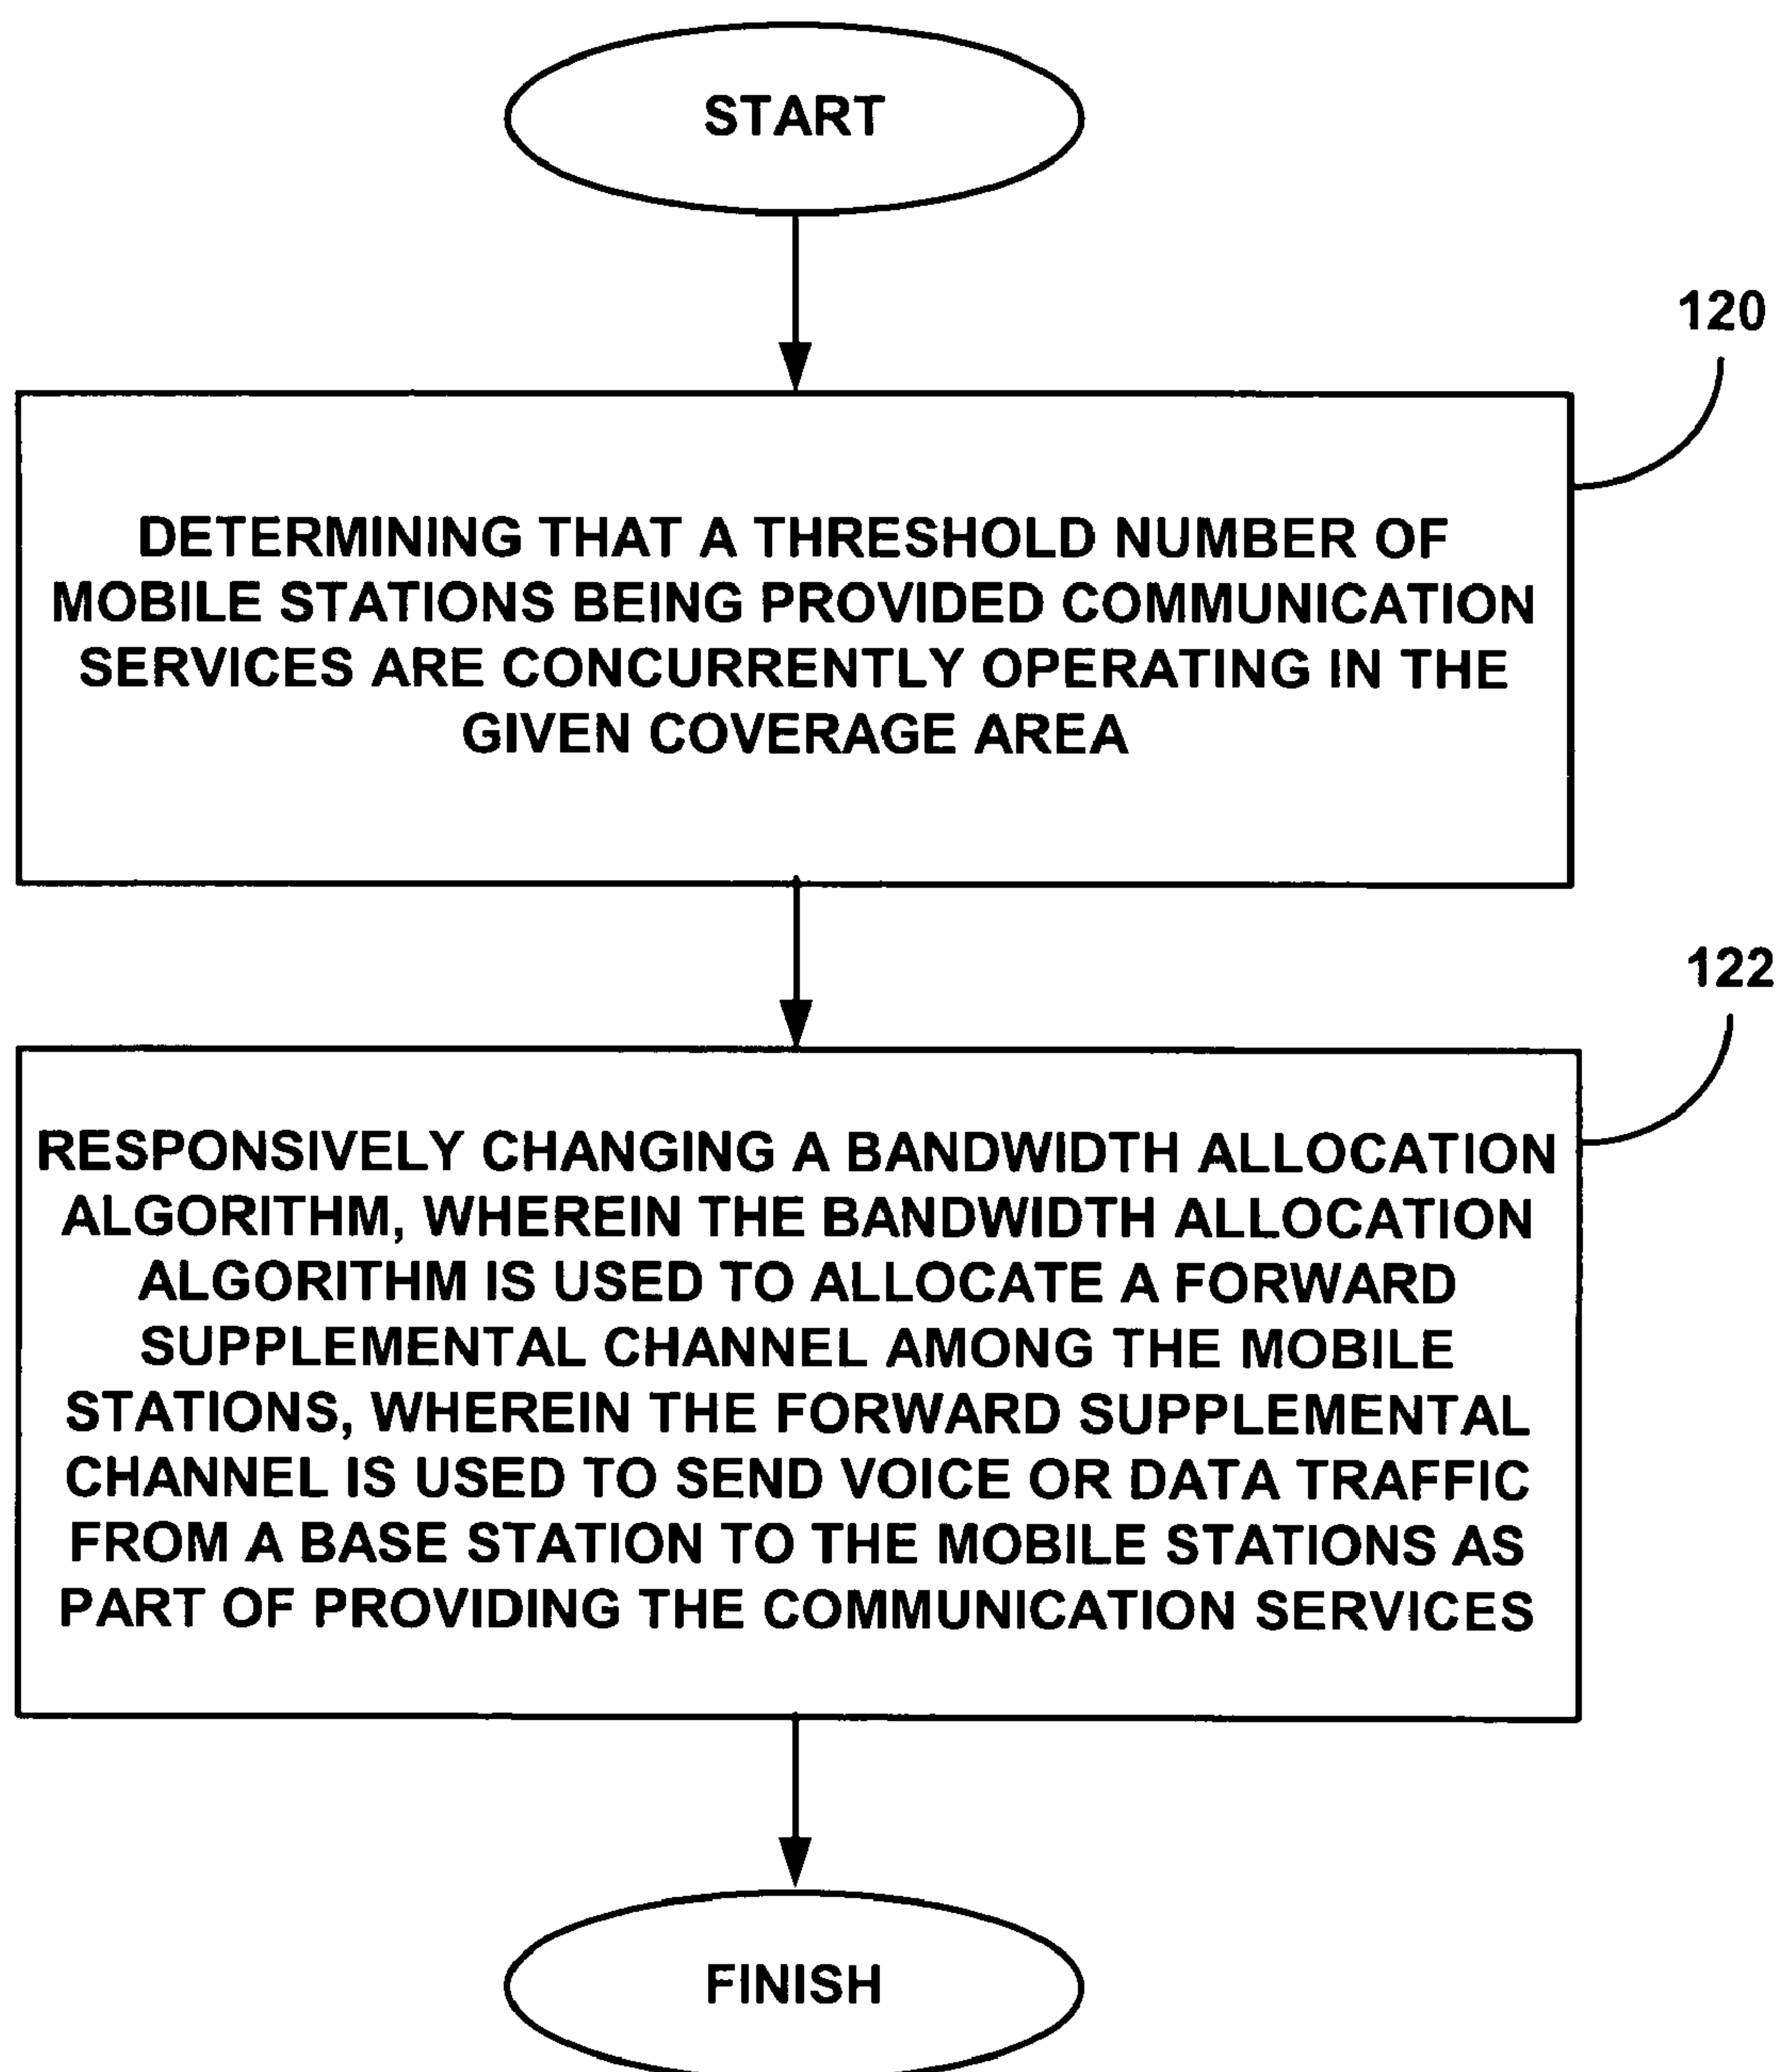 START
120
DETERMINING THAT A THRESHOLD NUMBER OF
MOBILE STATIONS BEING PROVIDED COMMUNICATION
SERVICES ARE CONCURRENTLY OPERATING IN THE
GIVEN COVERAGE AREA
122
RESPONSIVELY CHANGING A BANDWIDTH ALLOCATION
ALGORITHM, WHEREIN THE BANDWIDTH ALLOCATION
ALGORITHM IS USED TO ALLOCATE A FORWARD
SUPPLEMENTAL CHANNEL AMONG THE MOBILE
STATIONS, WHEREIN THE FORWARD SUPPLEMENTAL
CHANNEL IS USED TO SEND VOICE OR DATA TRAFFIC
FROM A BASE STATION TO THE MOBILE STATIONS AS
PART OF PROVIDING THE COMMUNICATION SERVICES
FINISH